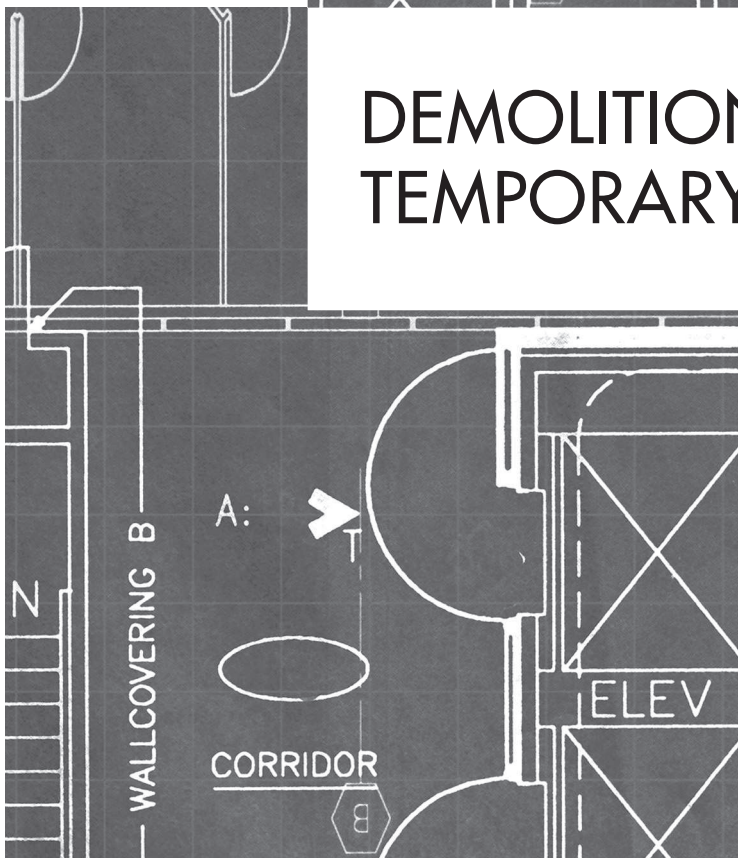 DEMOLITION
TEMPORARY
A:
T
WALLCOVERING B
N
ELEV
CORRIDOR
B